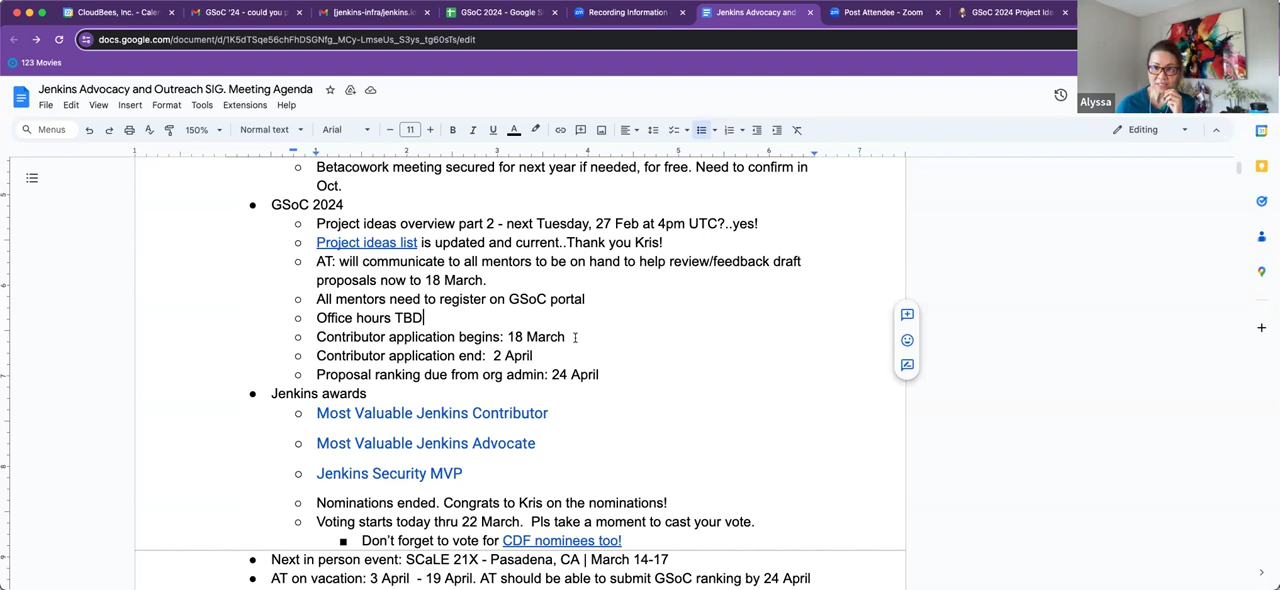 CloudBees, Inc. - Cale
GSoC '24 - could you p
[jenkins-infra/jenkins.io
GSoC 2024 - Google S
Recording Information
Jenkins Advocacy and
Post Attendee - Zoom
GSoC 2024 Project Ide
docs.google.com/document/d/1K5dTSqe56chFhDSGNfg_MCy-LmseUs_S3ys_tg60sTs/edit
123 Movies
Alyssa
Jenkins Advocacy and Outreach SIG. Meeting Agenda
File Edit View Insert Format Tools Extensions Help
Menus 150% Normal text Arial 11 B I U A Editing
1 1 2 3 4 5 6 7
Betacowork meeting secured for next year if needed, for free. Need to confirm in
Oct.
● GSoC 2024
○ Project ideas overview part 2 - next Tuesday, 27 Feb at 4pm UTC?..yes!
○ Project ideas list is updated and current..Thank you Kris!
○ AT: will communicate to all mentors to be on hand to help review/feedback draft
proposals now to 18 March.
○ All mentors need to register on GSoC portal
○ Office hours TBD
○ Contributor application begins: 18 March
○ Contributor application end:  2 April
○ Proposal ranking due from org admin: 24 April
● Jenkins awards
○ Most Valuable Jenkins Contributor
○ Most Valuable Jenkins Advocate
○ Jenkins Security MVP
○ Nominations ended. Congrats to Kris on the nominations!
○ Voting starts today thru 22 March.  Pls take a moment to cast your vote.
■ Don't forget to vote for CDF nominees too!
● Next in person event: SCaLE 21X - Pasadena, CA | March 14-17
● AT on vacation: 3 April  - 19 April. AT should be able to submit GSoC ranking by 24 April